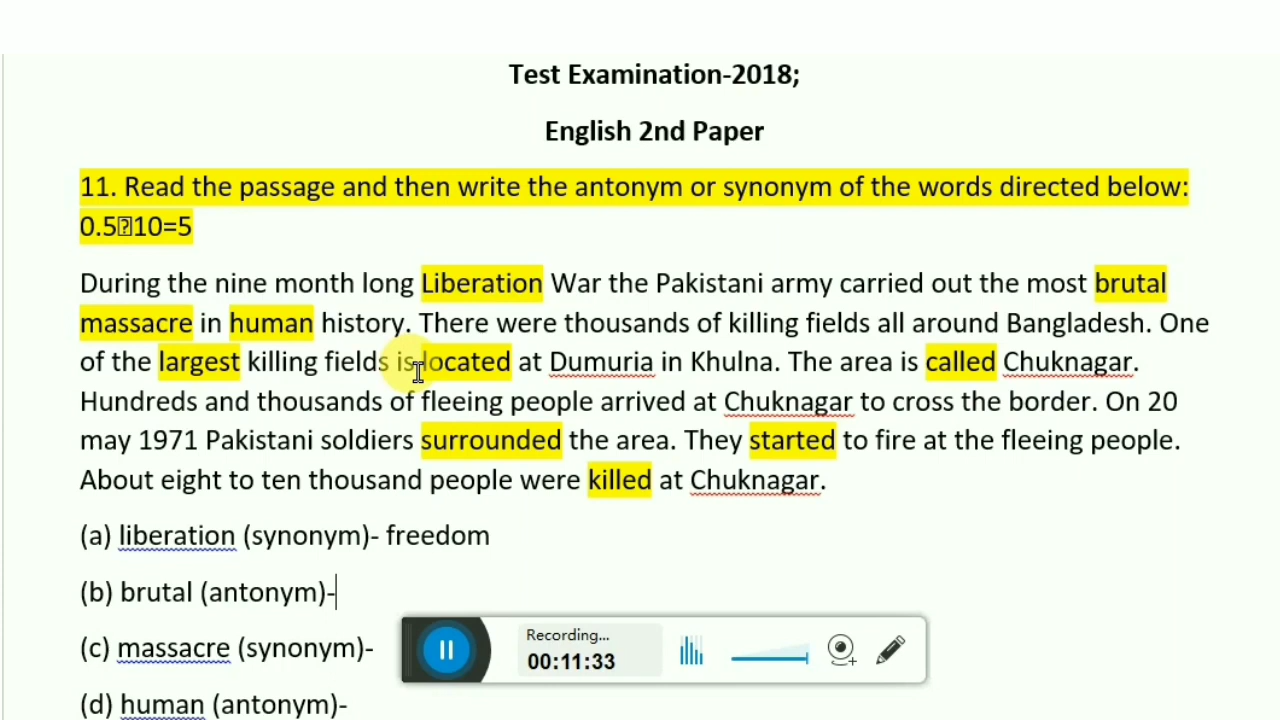 Test Examination-2018;
English 2nd Paper
11. Read the passage and then write the antonym or synonym of the words directed below:
0.5⍰10=5
During the nine month long Liberation War the Pakistani army carried out the most brutal
massacre in human history. There were thousands of killing fields all around Bangladesh. One
of the largest killing fields is located at Dumuria in Khulna. The area is called Chuknagar.
Hundreds and thousands of fleeing people arrived at Chuknagar to cross the border. On 20
may 1971 Pakistani soldiers surrounded the area. They started to fire at the fleeing people.
About eight to ten thousand people were killed at Chuknagar.
(a) liberation (synonym)- freedom
(b) brutal (antonym)-
(c) massacre (synonym)-
Recording...
00:11:33
(d) human (antonym)-